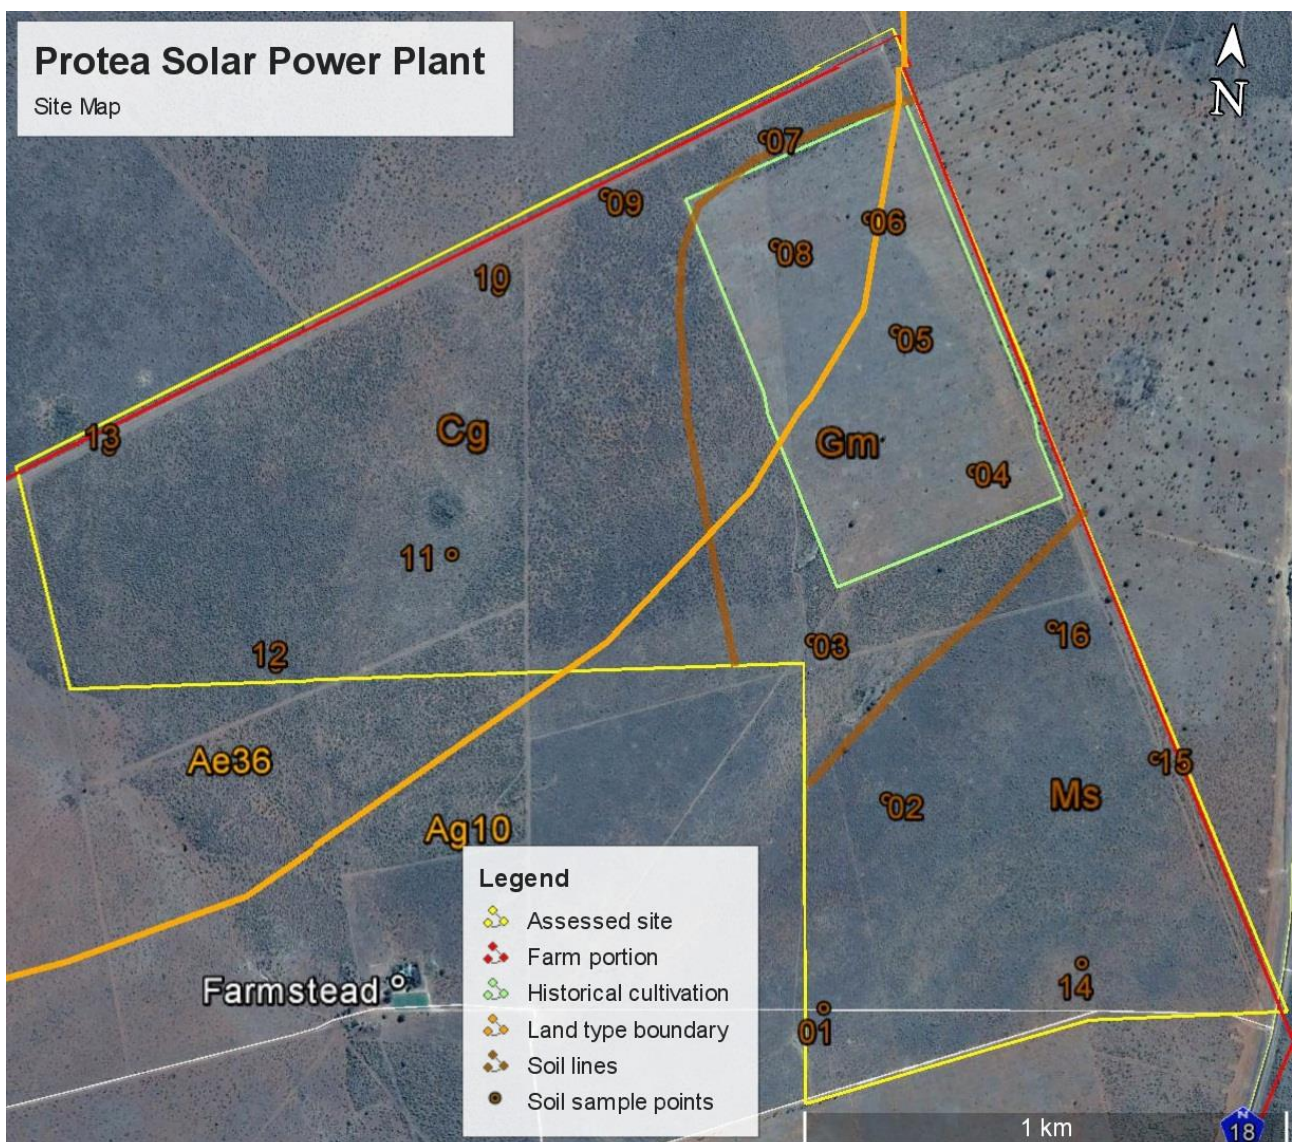 Protea Solar Power Plant
Site Map
N
07
09
06
08
10
05
13
Cg
Gm
04
11
12
03
16
Ae36
15
Ms
02
Ag10
Legend
Assessed site
Farm portion
Historical cultivation
Land type boundary
Soil lines
Soil sample points
Farmstead
14
01
1 km
N
18